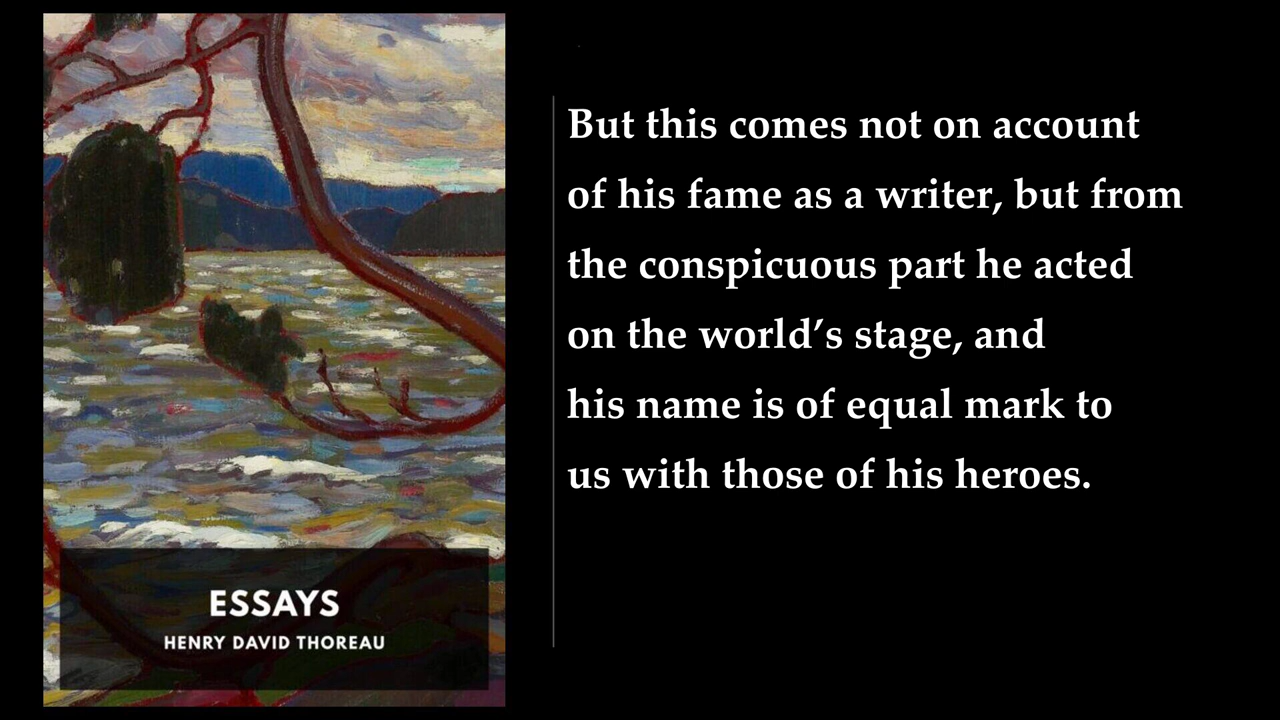 ESSAYS
HENRY DAVID THOREAU
But this comes not on account
of his fame as a writer, but from
the conspicuous part he acted
on the world’s stage, and
his name is of equal mark to
us with those of his heroes.